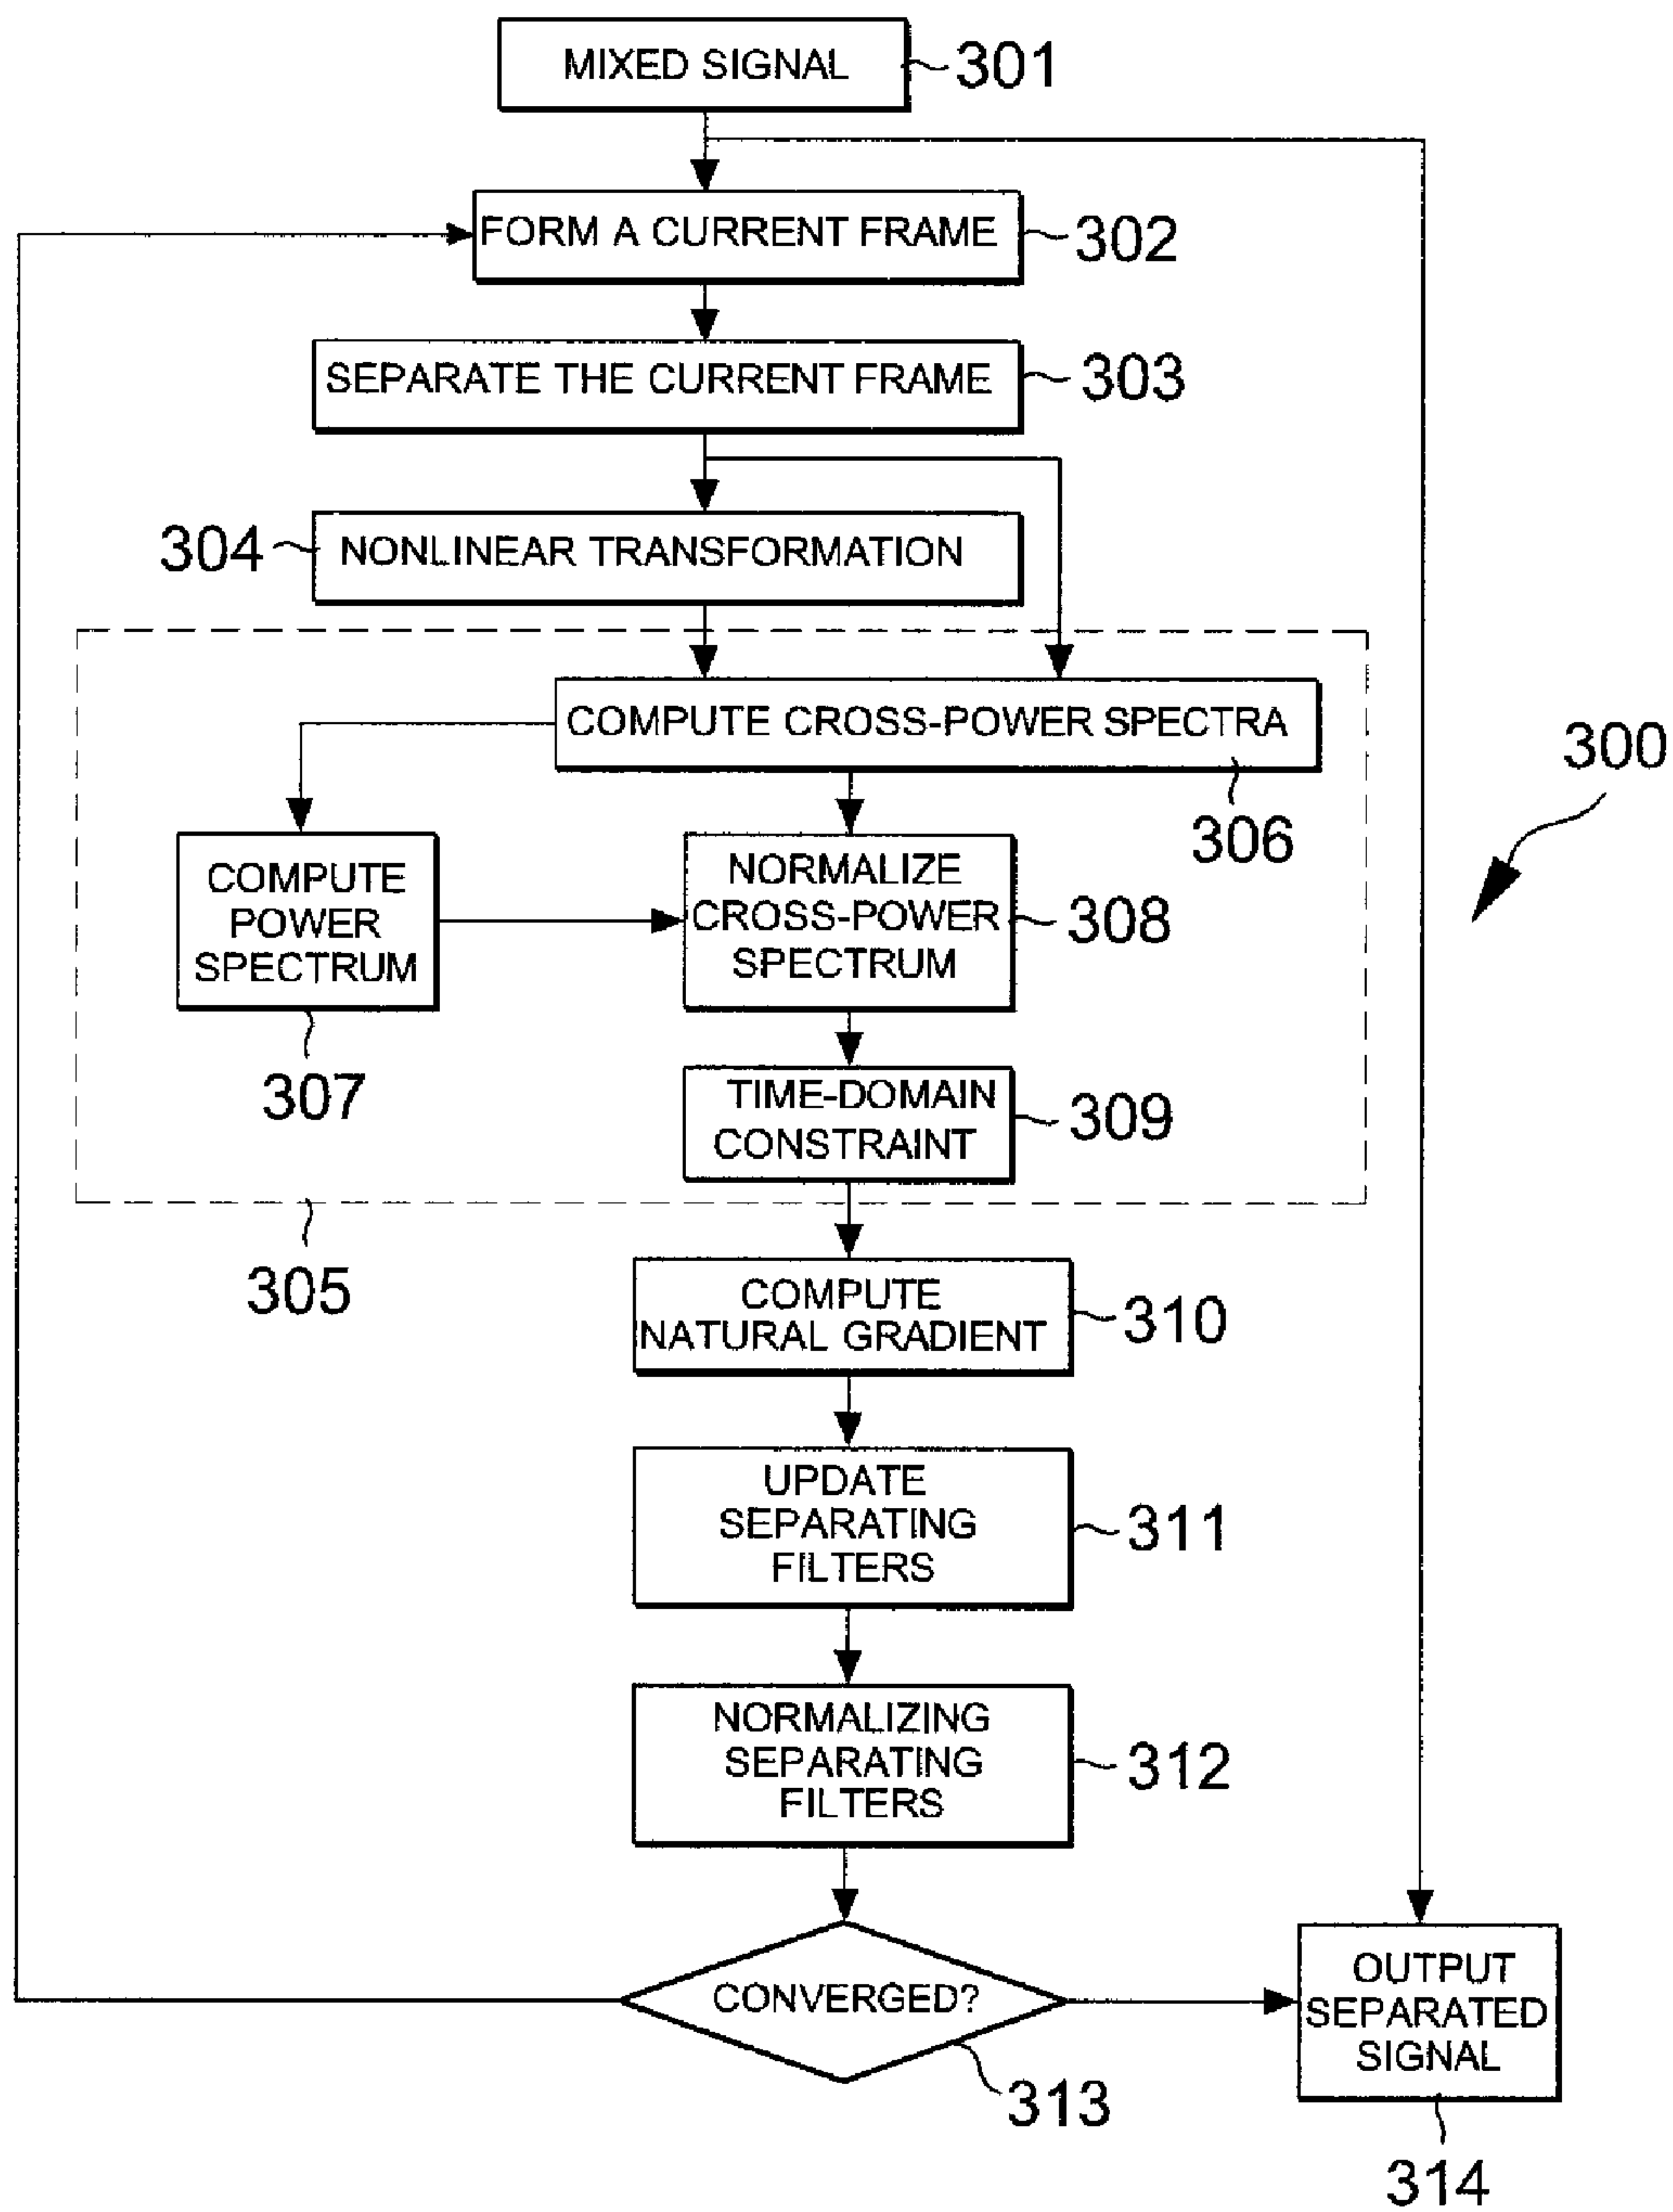 MIXED SIGNAL
301
FORM A CURRENT FRAME
302
SEPARATE THE CURRENT FRAME
303
304
NONLINEAR TRANSFORMATION
COMPUTE CROSS-POWER SPECTRA
300
306
COMPUTE
POWER
SPECTRUM
NORMALIZE
CROSS-POWER
SPECTRUM
308
307
TIME-DOMAIN
CONSTRAINT
309
305
COMPUTE
NATURAL GRADIENT
310
UPDATE
SEPARATING
FILTERS
311
NORMALIZING
SEPARATING
FILTERS
312
CONVERGED?
OUTPUT
SEPARATED
SIGNAL
313
314